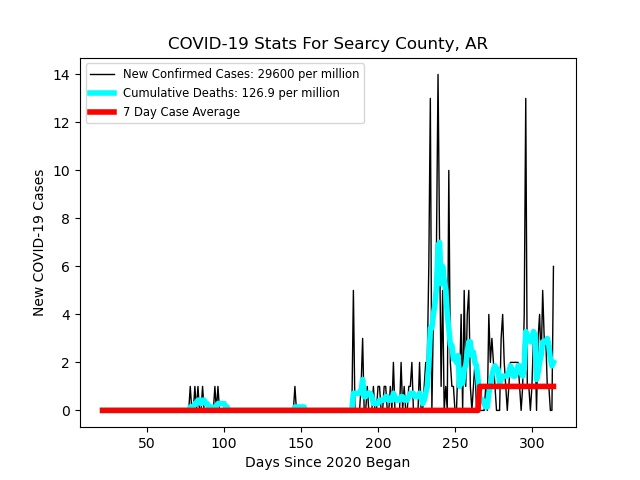 COVID-19 Stats For Searcy County, AR
New Confirmed Cases: 29600 per million
Cumulative Deaths: 126.9 per million
7 Day Case Average
New COVID-19 Cases
14
12
10
8
6
4
2
0
50 100 150 200 250 300
Days Since 2020 Began